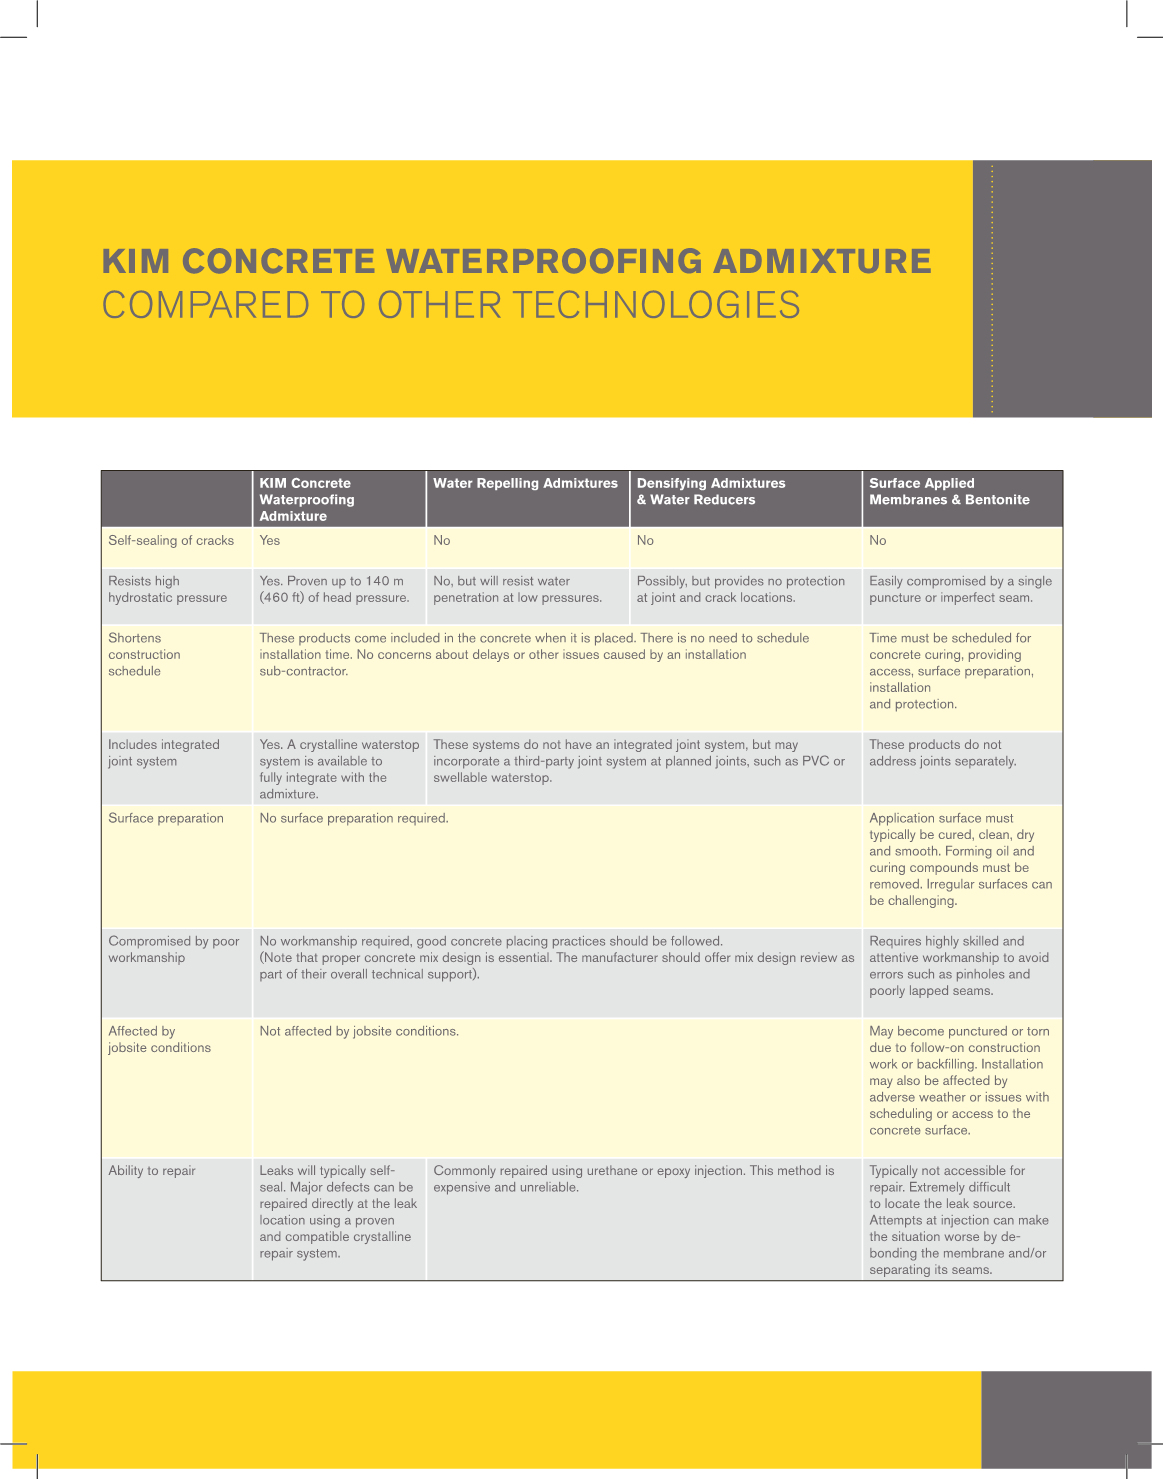 KIM CONCRETE WATERPROOFING ADMIXTURE
COMPARED TO OTHER TECHNOLOGIES
KIM Concrete
Waterproofing
Admixture
Water Repelling Admixtures
Densifying Admixtures
& Water Reducers
Surface Applied
Membranes & Bentonite
Self-sealing of cracks
Yes
No
No
No
Resists high
hydrostatic pressure
Yes. Proven up to 140 m
(460 ft) of head pressure.
No, but will resist water
penetration at low pressures.
Possibly, but provides no protection
at joint and crack locations.
Easily compromised by a single
puncture or imperfect seam.
Shortens
construction
schedule
These products come included in the concrete when it is placed. There is no need to schedule
installation time. No concerns about delays or other issues caused by an installation
sub-contractor.
Time must be scheduled for
concrete curing, providing
access, surface preparation,
installation
and protection.
Includes integrated
joint system
Yes. A crystalline waterstop
system is available to
fully integrate with the
admixture.
These systems do not have an integrated joint system, but may
incorporate a third-party joint system at planned joints, such as PVC or
swellable waterstop.
These products do not
address joints separately.
Surface preparation
No surface preparation required.
Application surface must
typically be cured, clean, dry
and smooth. Forming oil and
curing compounds must be
removed. Irregular surfaces can
be challenging.
Compromised by poor
workmanship
No workmanship required, good concrete placing practices should be followed.
(Note that proper concrete mix design is essential. The manufacturer should offer mix design review as
part of their overall technical support).
Requires highly skilled and
attentive workmanship to avoid
errors such as pinholes and
poorly lapped seams.
Affected by
jobsite conditions
Not affected by jobsite conditions.
May become punctured or torn
due to follow-on construction
work or backfilling. Installation
may also be affected by
adverse weather or issues with
scheduling or access to the
concrete surface.
Ability to repair
Leaks will typically self-
seal. Major defects can be
repaired directly at the leak
location using a proven
and compatible crystalline
repair system.
Commonly repaired using urethane or epoxy injection. This method is
expensive and unreliable.
Typically not accessible for
repair. Extremely difficult
to locate the leak source.
Attempts at injection can make
the situation worse by de-
bonding the membrane and/or
separating its seams.